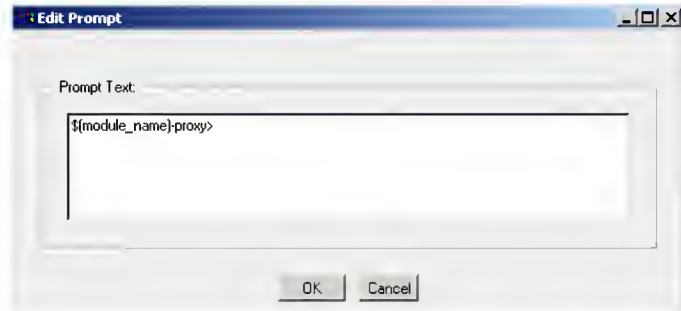 Edit Prompt
Prompt Text:
${module_name}-proxy>
OK
Cancel